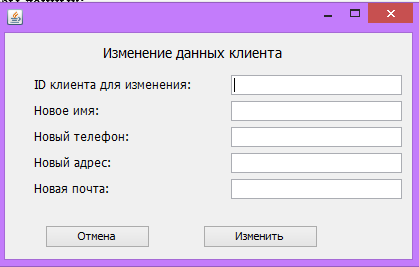 Изменение данных клиента
ID клиента для изменения:
Новое имя:
Новый телефон:
Новый адрес:
Новая почта:
Отмена
Изменить